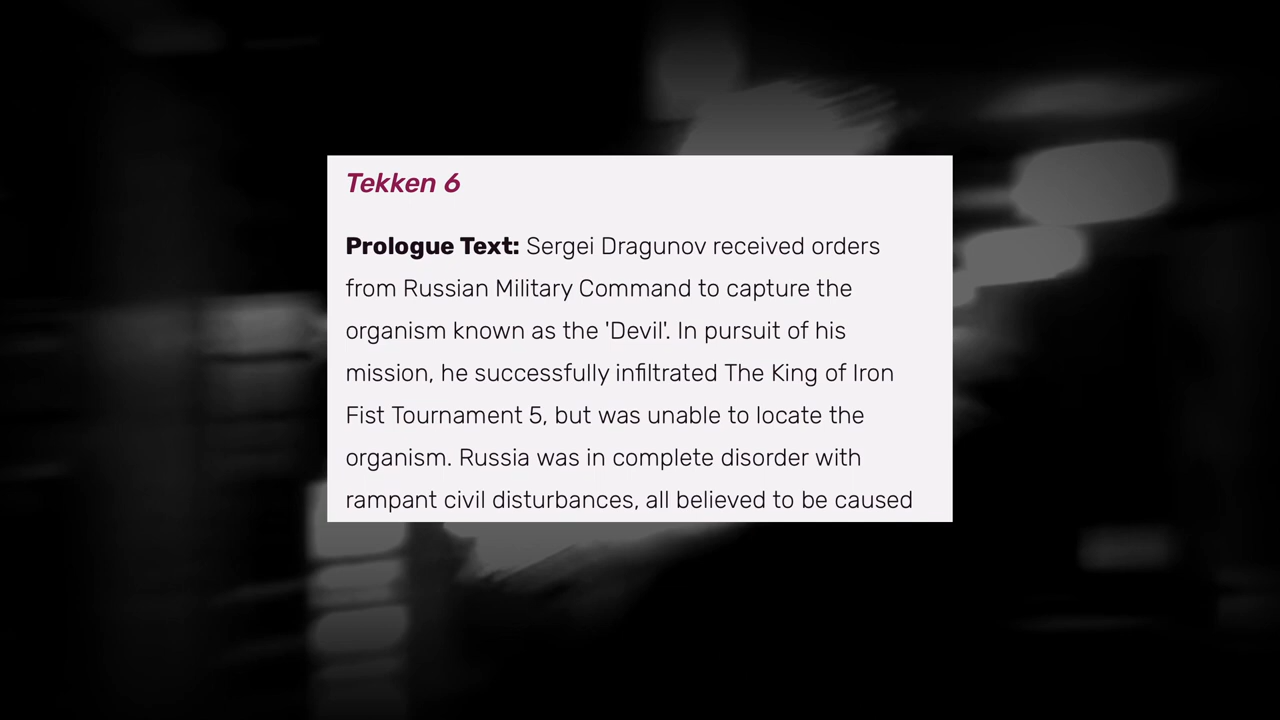 Tekken 6
Prologue Text: Sergei Dragunov received orders
from Russian Military Command to capture the
organism known as the 'Devil'. In pursuit of his
mission, he successfully infiltrated The King of Iron
Fist Tournament 5, but was unable to locate the
organism. Russia was in complete disorder with
rampant civil disturbances, all believed to be caused